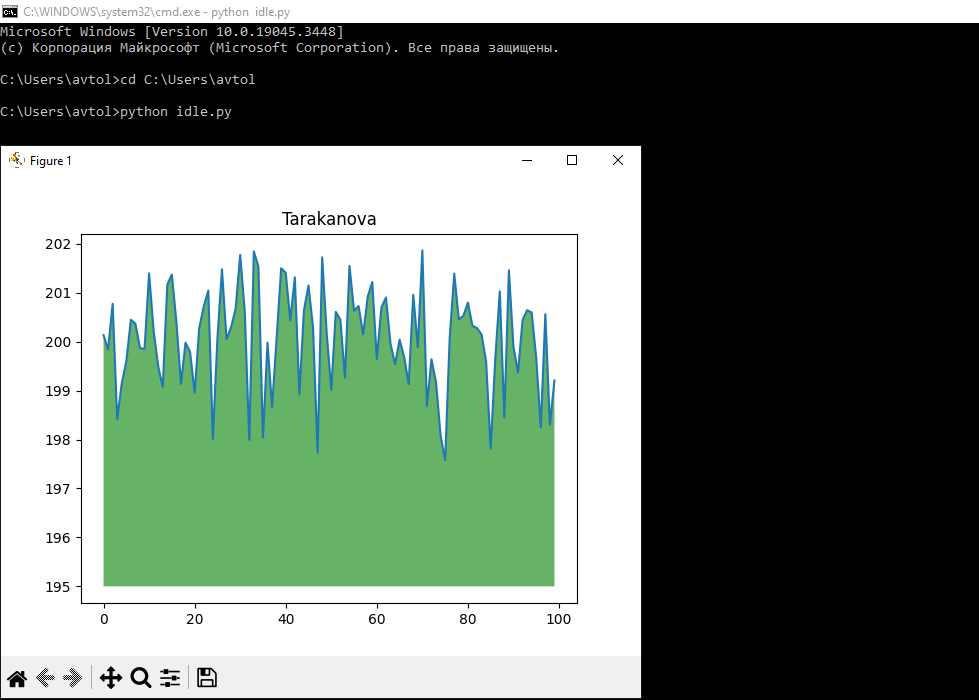 C:\WINDOWS\system32\cmd.exe - python  idle.py
Microsoft Windows [Version 10.0.19045.3448]
(c) Корпорация Майкрософт (Microsoft Corporation). Все права защищены.
C:\Users\avtol>cd C:\Users\avtol
C:\Users\avtol>python idle.py
Figure 1
Tarakanova
202
201
200
199
198
197
196
195
0 20 40 60 80 100